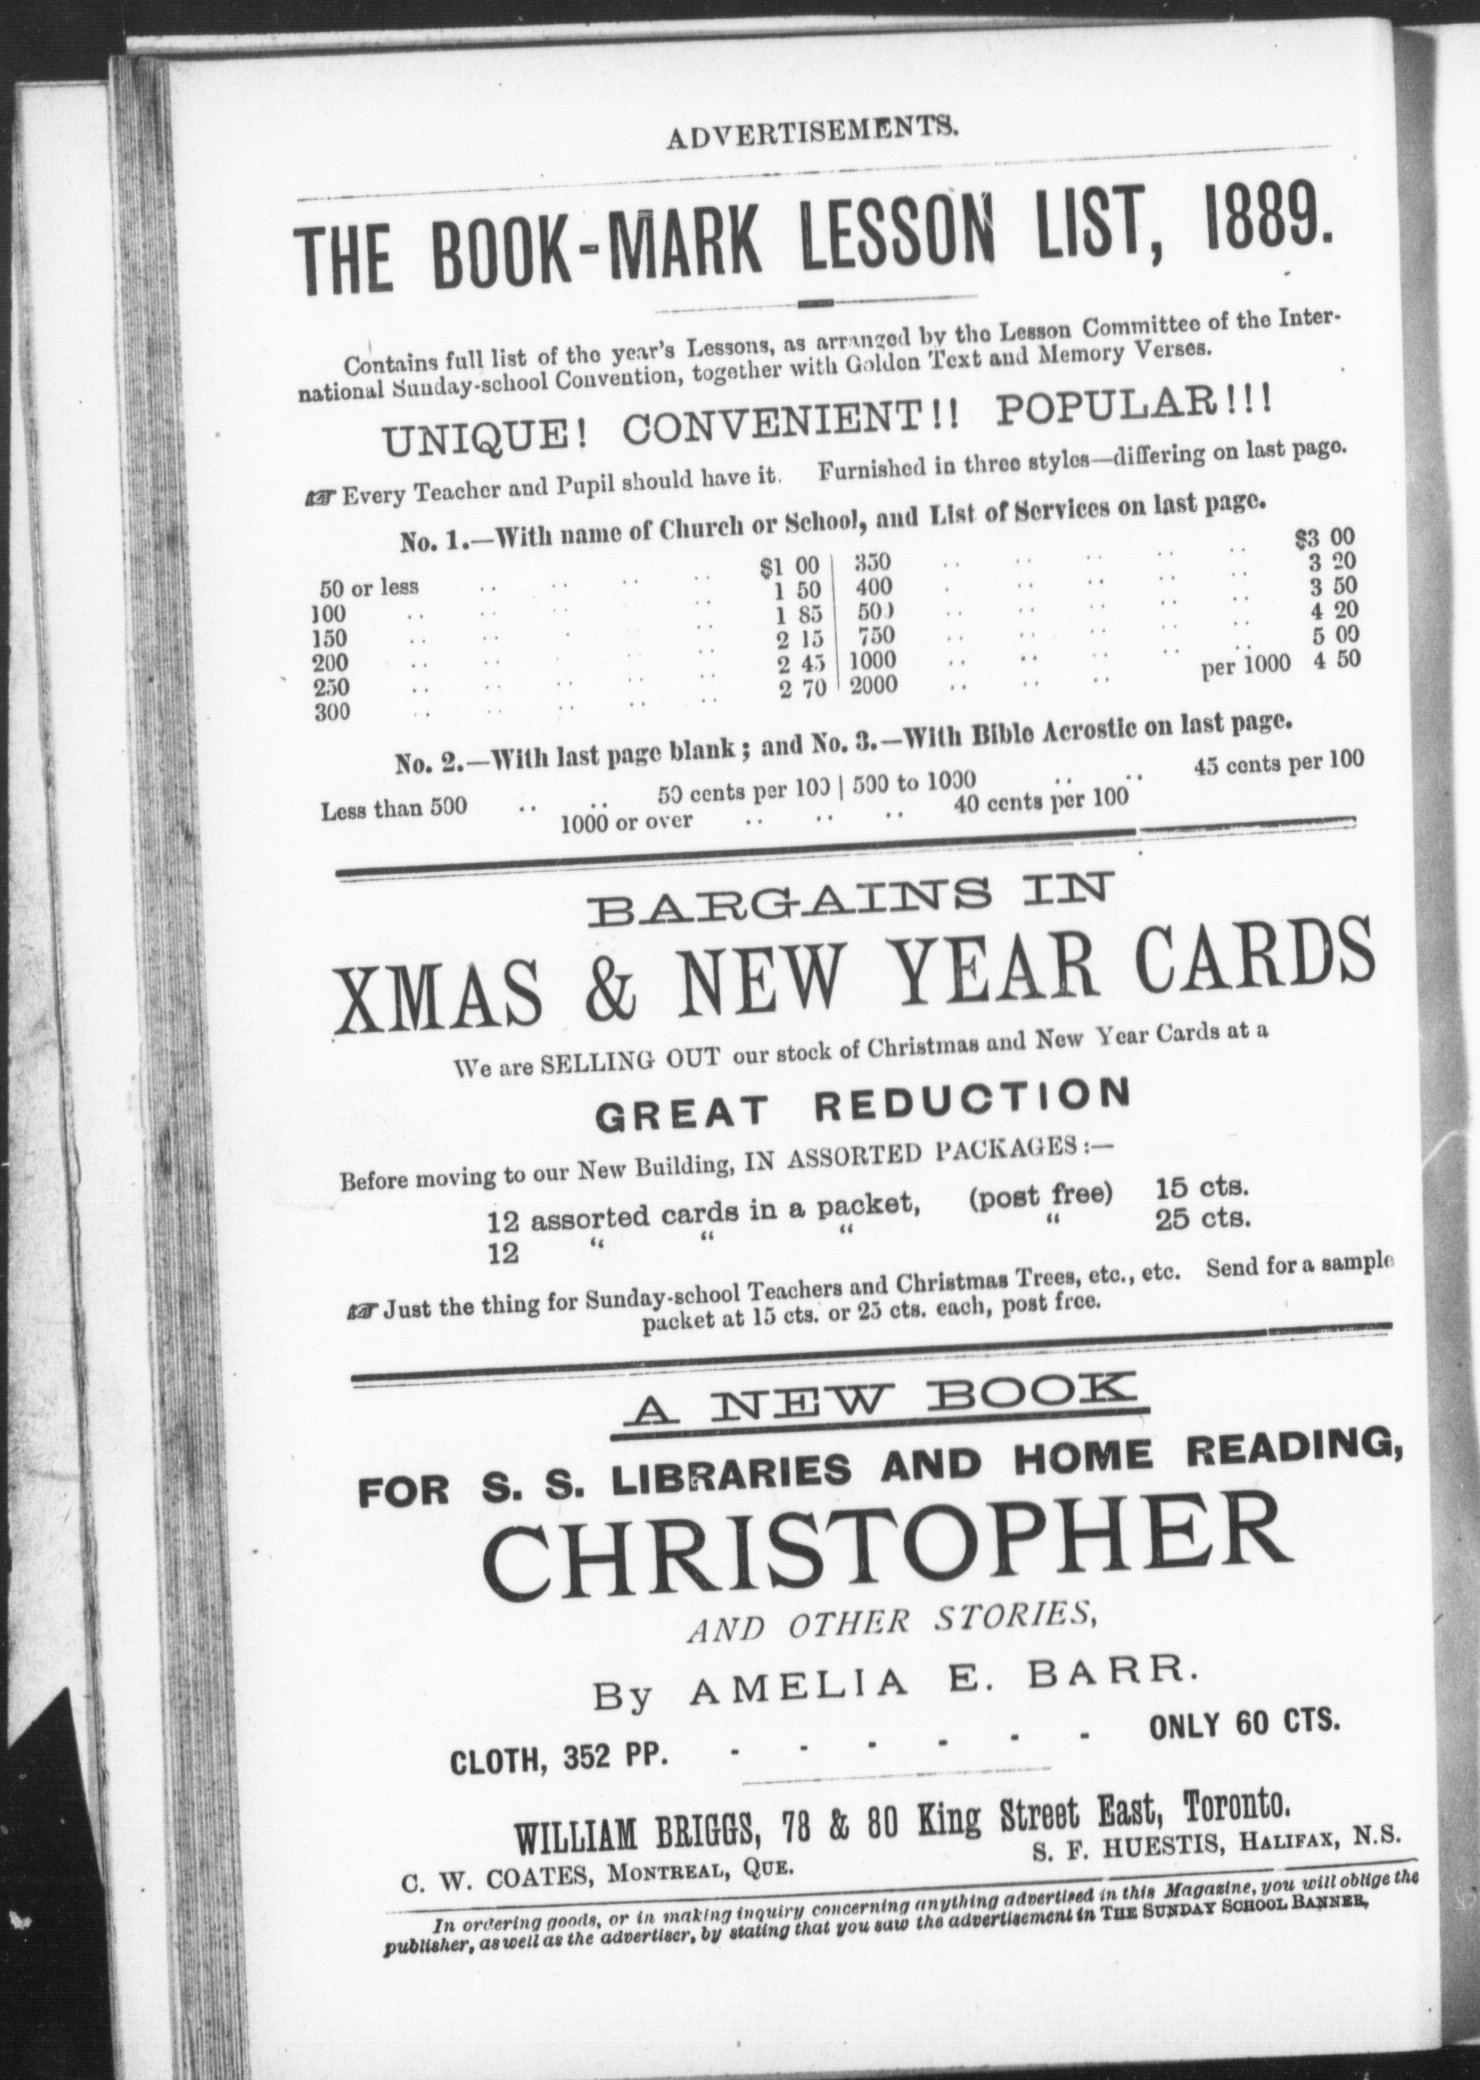 ADVERTISEMENTS.
THE BOOK-MARK LESSON LIST, 1889.
Contains full list of the year's Lessons, as arranged by the Lesson Committee of the Inter-
national Sunday-school Convention, together with Golden Text and Memory Verses.
UNIQUE! CONVENIENT!! POPULAR!!!
☞ Every Teacher and Pupil should have it. Furnished in three styles—differing on last page.
No. 1.—With name of Church or School, and List of Services on last page.
50 or less .. .. .. .. $1 00 | 350 .. .. .. .. .. $3 00
100 .. .. .. .. 1 50 | 400 .. .. .. .. .. 3 20
150 .. .. .. .. 1 85 | 500 .. .. .. .. .. 3 50
200 .. .. .. .. 2 15 | 750 .. .. .. .. .. 4 20
250 .. .. .. .. .. 2 45 | 1000 .. .. .. .. .. 5 00
300 .. .. .. .. .. 2 70 | 2000 .. .. .. per 1000 4 50
No. 2.—With last page blank; and No. 3.—With Bible Acrostic on last page.
Less than 500 .. .. 50 cents per 100 | 500 to 1000 .. .. 45 cents per 100
1000 or over .. .. .. 40 cents per 100
BARGAINS IN
XMAS & NEW YEAR CARDS
We are SELLING OUT our stock of Christmas and New Year Cards at a
GREAT REDUCTION
Before moving to our New Building, IN ASSORTED PACKAGES:—
12 assorted cards in a packet, (post free) 15 cts.
12 " " " " 25 cts.
☞ Just the thing for Sunday-school Teachers and Christmas Trees, etc., etc. Send for a sample
packet at 15 cts. or 25 cts. each, post free.
A NEW BOOK
FOR S. S. LIBRARIES AND HOME READING,
CHRISTOPHER
AND OTHER STORIES,
By AMELIA E. BARR.
CLOTH, 352 PP. - - - - - - ONLY 60 CTS.
WILLIAM BRIGGS, 78 & 80 King Street East, Toronto.
C. W. COATES, MONTREAL, QUE. S. F. HUESTIS, HALIFAX, N.S.
In ordering goods, or in making inquiry concerning anything advertised in this Magazine, you will oblige the
publisher, as well as the advertiser, by stating that you saw the advertisement in THE SUNDAY SCHOOL BANNER,